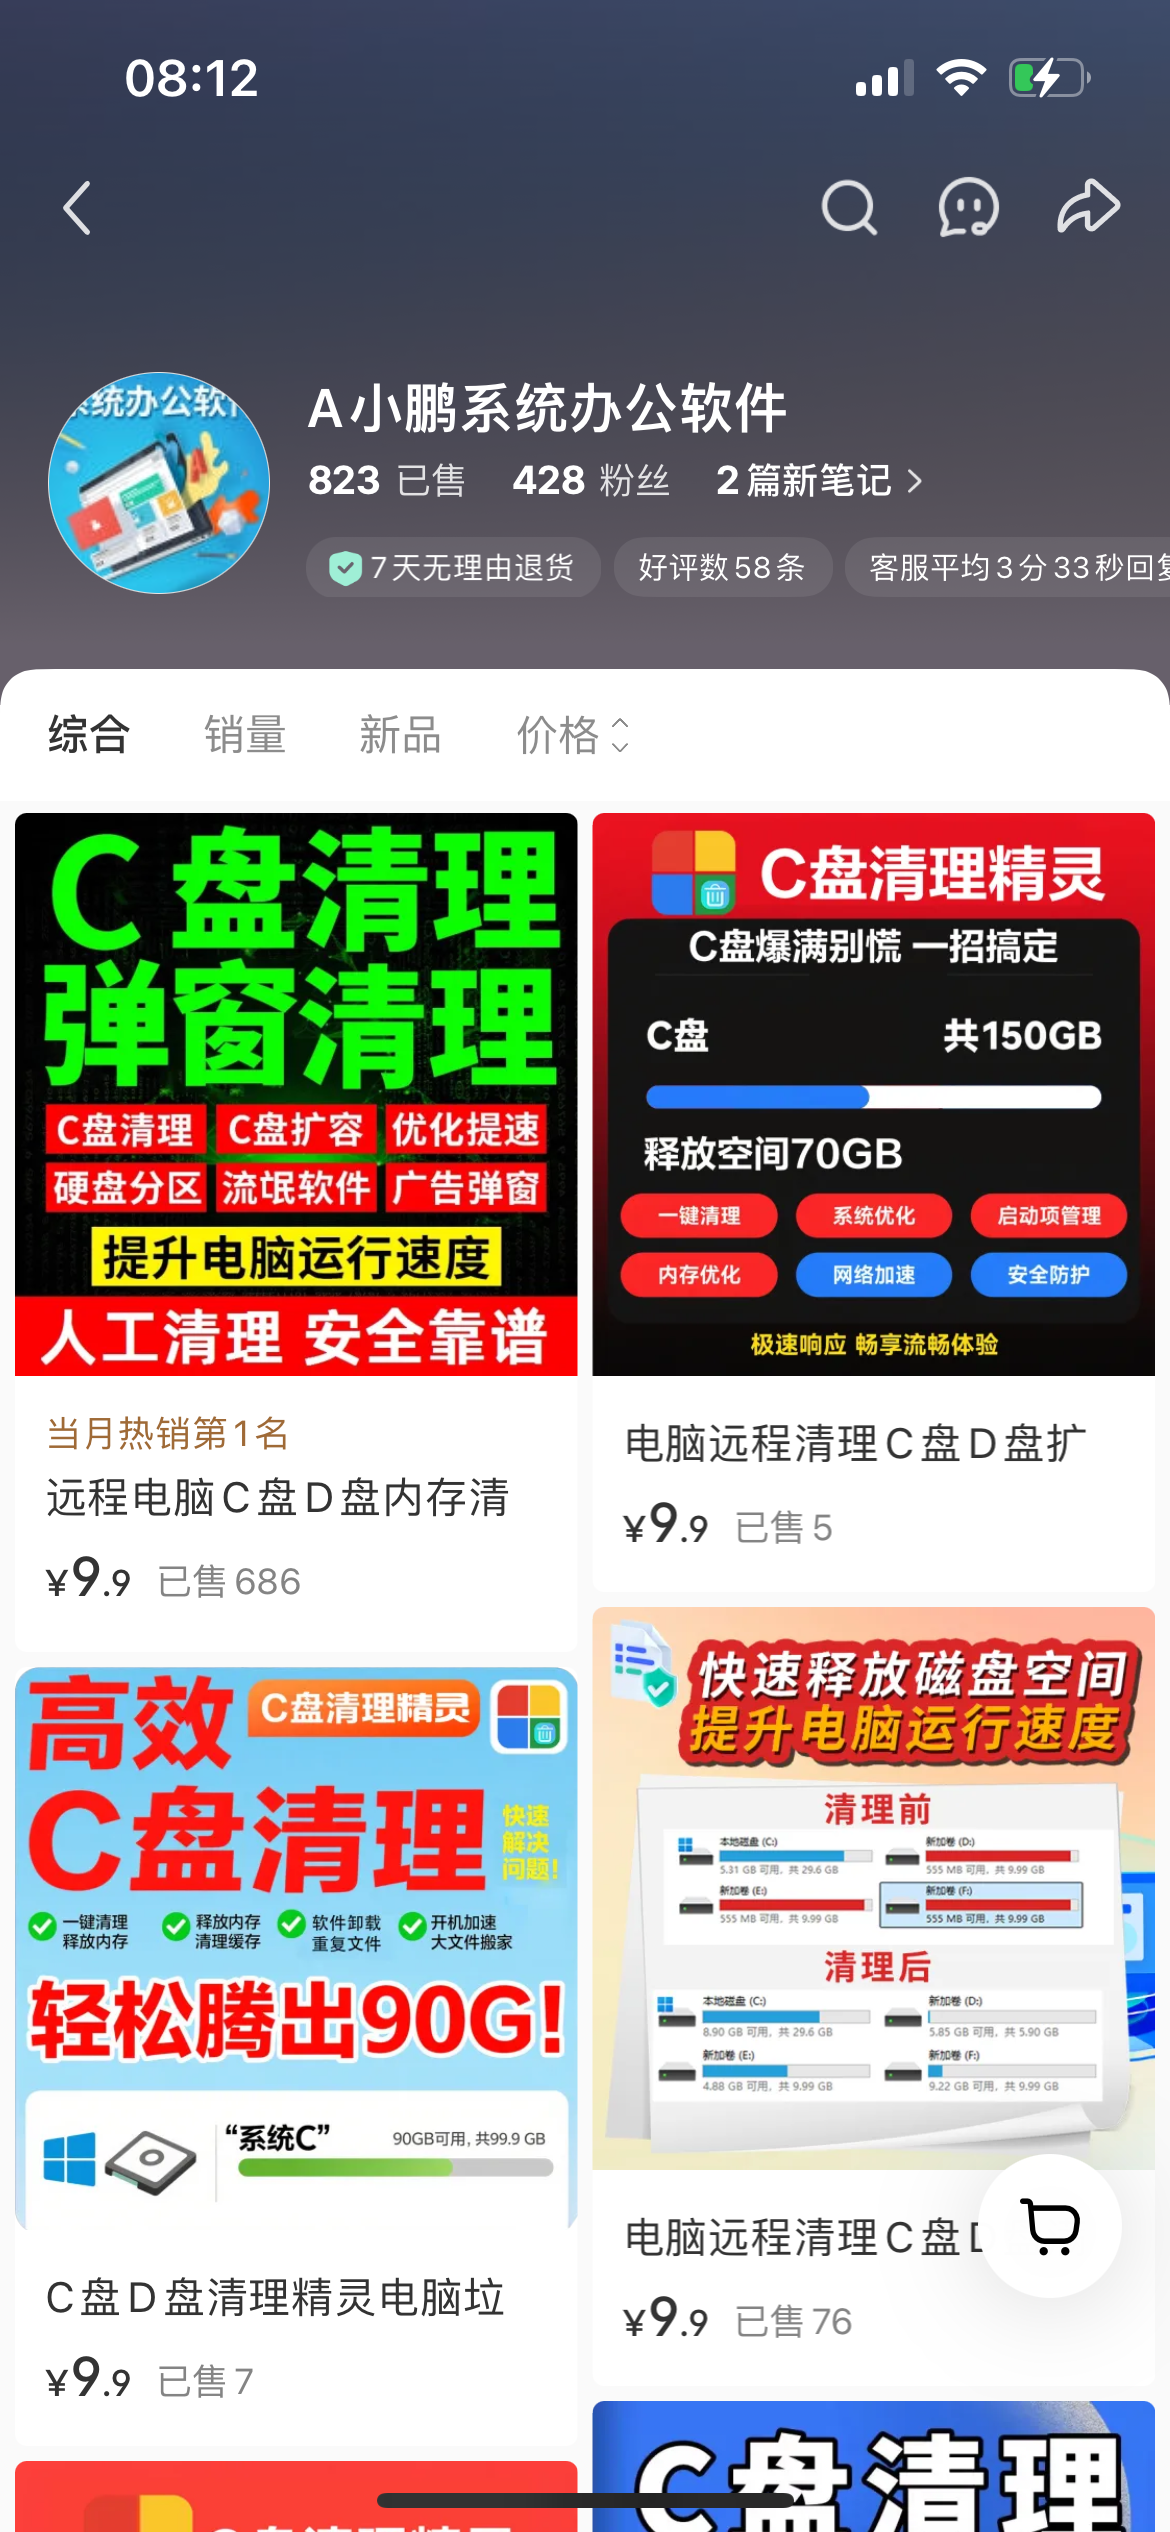 08:12
系统办公软件
A小鹏系统办公软件
823 已售 428 粉丝 2篇新笔记
7天无理由退货 好评数58条 客服平均3分33秒回复
综合 销量 新品 价格
C盘清理
弹窗清理
C盘清理 C盘扩容 优化提速
硬盘分区 流氓软件 广告弹窗
提升电脑运行速度
人工清理 安全靠谱
当月热销第1名
远程电脑C盘D盘内存清
¥9.9 已售686
C盘清理精灵
C盘爆满别慌 一招搞定
C盘 共150GB
释放空间70GB
一键清理 系统优化 启动项管理
内存优化 网络加速 安全防护
极速响应 畅享流畅体验
电脑远程清理C盘D盘扩
¥9.9 已售5
高效 C盘清理精灵
C盘清理
快速
解决
问题!
一键清理 释放内存 软件卸载 开机加速
释放内存 清理缓存 重复文件 大文件搬家
轻松腾出90G!
“系统C” 90GB可用, 共99.9 GB
C盘D盘清理精灵电脑垃
¥9.9 已售7
快速释放磁盘空间
提升电脑运行速度
清理前
本地磁盘 (C:) 新加卷 (D:)
5.31 GB 可用, 共 29.6 GB 555 MB 可用, 共 9.99 GB
新加卷 (E:) 新加卷 (F:)
555 MB 可用, 共 9.99 GB 555 MB 可用, 共 9.99 GB
清理后
本地磁盘 (C:) 新加卷 (D:)
8.90 GB 可用, 共 29.6 GB 5.85 GB 可用, 共 5.90 GB
新加卷 (E:) 新加卷 (F:)
4.88 GB 可用, 共 9.99 GB 9.22 GB 可用, 共 9.99 GB
电脑远程清理C盘D
¥9.9 已售76
C盘清理精灵
C盘清理